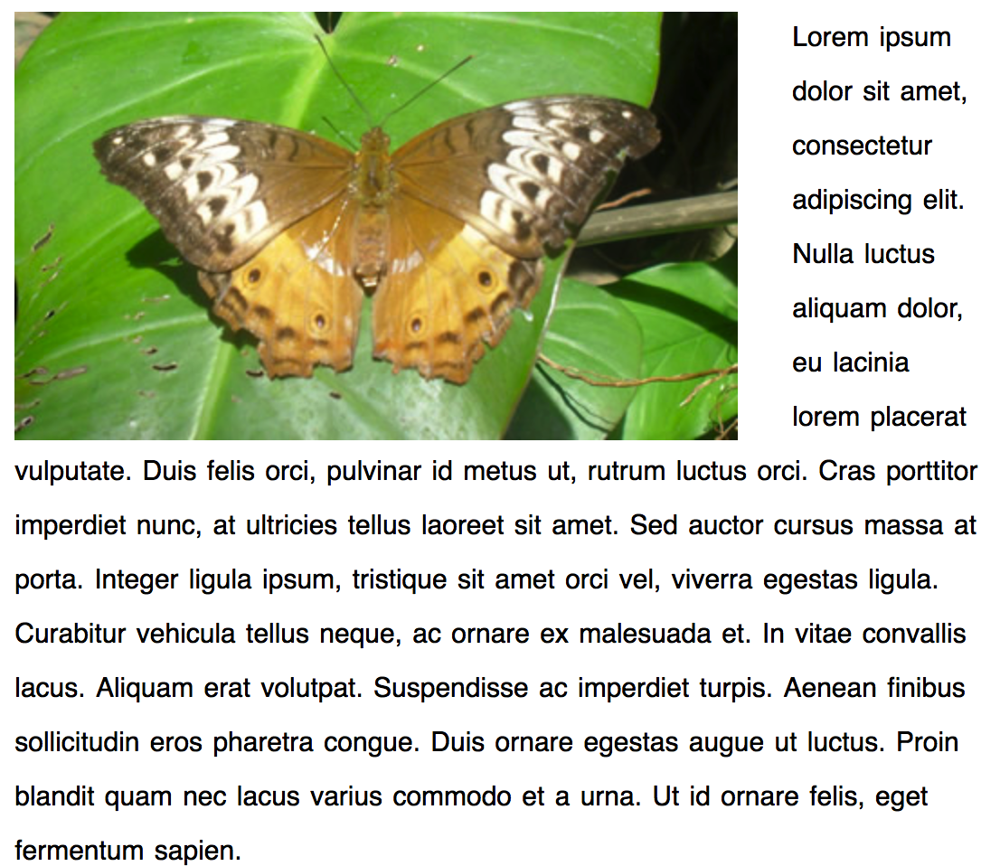 Lorem ipsum
dolor sit amet,
consectetur
adipiscing elit.
Nulla luctus
aliquam dolor,
eu lacinia
lorem placerat
vulputate. Duis felis orci, pulvinar id metus ut, rutrum luctus orci. Cras porttitor
imperdiet nunc, at ultricies tellus laoreet sit amet. Sed auctor cursus massa at
porta. Integer ligula ipsum, tristique sit amet orci vel, viverra egestas ligula.
Curabitur vehicula tellus neque, ac ornare ex malesuada et. In vitae convallis
lacus. Aliquam erat volutpat. Suspendisse ac imperdiet turpis. Aenean finibus
sollicitudin eros pharetra congue. Duis ornare egestas augue ut luctus. Proin
blandit quam nec lacus varius commodo et a urna. Ut id ornare felis, eget
fermentum sapien.